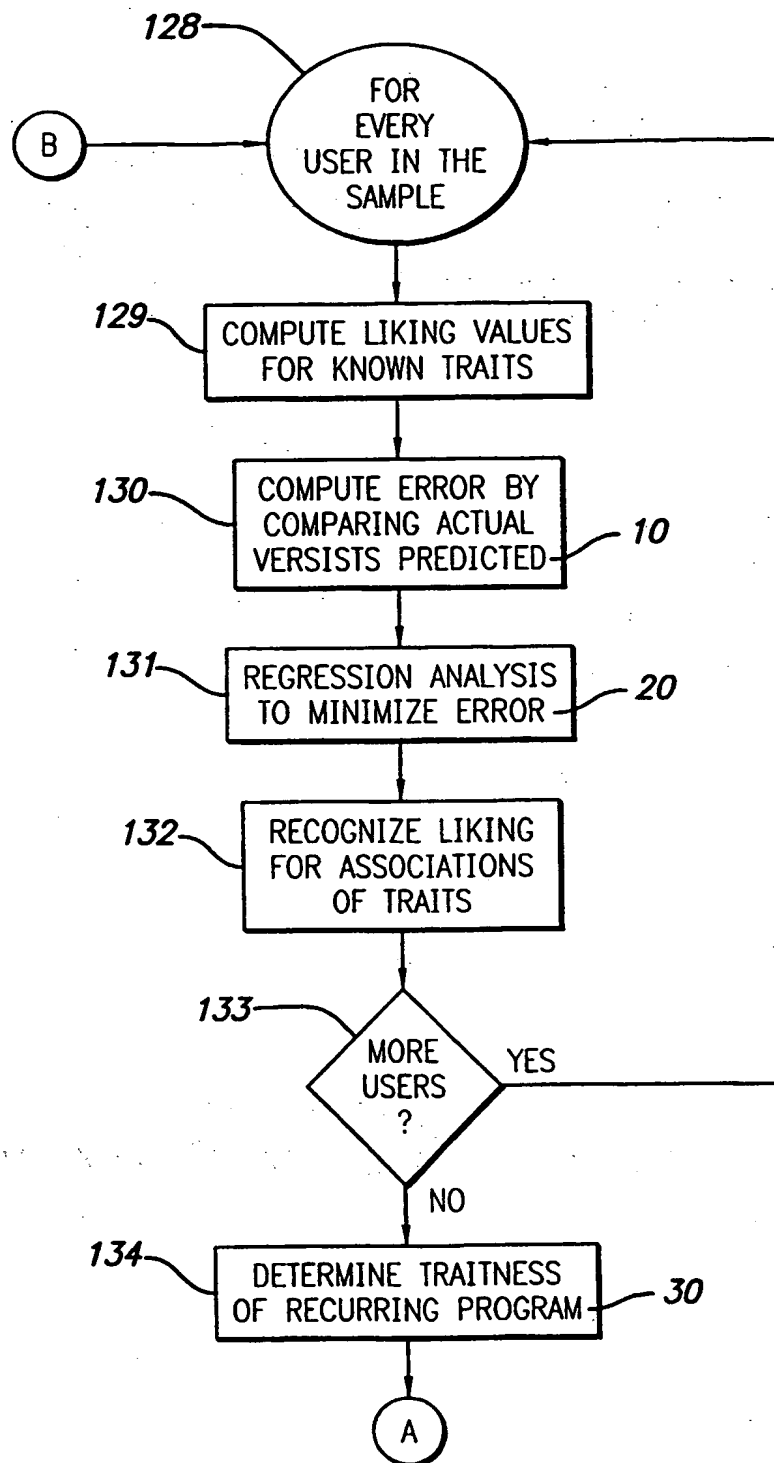 128
FOR
EVERY
USER IN THE
SAMPLE
B
129
COMPUTE LIKING VALUES
FOR KNOWN TRAITS
130
COMPUTE ERROR BY
COMPARING ACTUAL
VERSISTS PREDICTED
10
131
REGRESSION ANALYSIS
TO MINIMIZE ERROR
20
132
RECOGNIZE LIKING
FOR ASSOCIATIONS
OF TRAITS
133
MORE
USERS
?
YES
NO
134
DETERMINE TRAITNESS
OF RECURRING PROGRAM
30
A